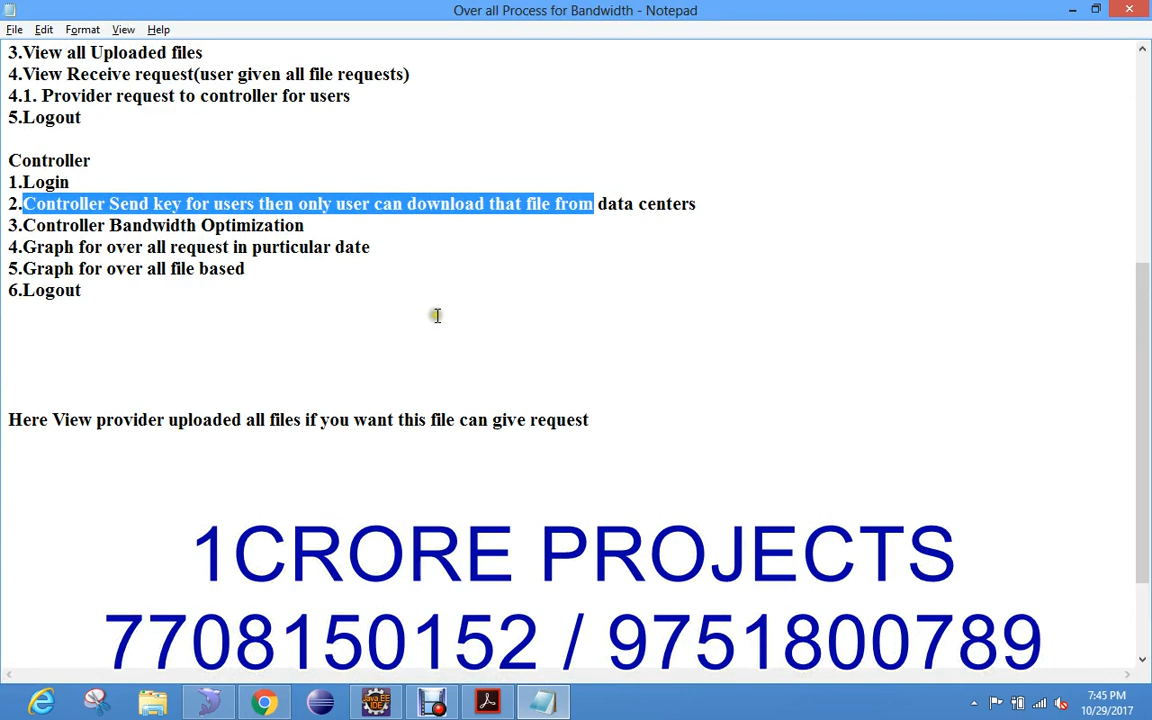 Over all Process for Bandwidth - Notepad
File Edit Format View Help
3.View all Uploaded files
4.View Receive request(user given all file requests)
4.1. Provider request to controller for users
5.Logout
Controller
1.Login
2.Controller Send key for users then only user can download that file from data centers
3.Controller Bandwidth Optimization
4.Graph for over all request in purticular date
5.Graph for over all file based
6.Logout
Here View provider uploaded all files if you want this file can give request
1CRORE PROJECTS
7708150152 / 9751800789
Java EE
IDE
7:45 PM
10/29/2017